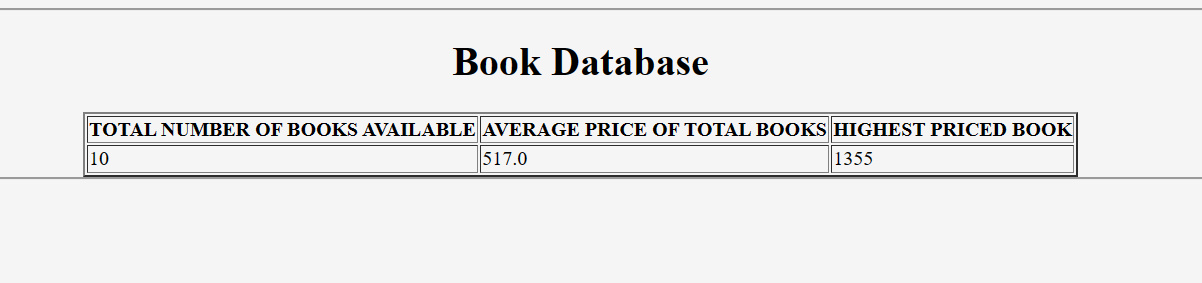 Book Database
TOTAL NUMBER OF BOOKS AVAILABLE AVERAGE PRICE OF TOTAL BOOKS HIGHEST PRICED BOOK
10 517.0 1355